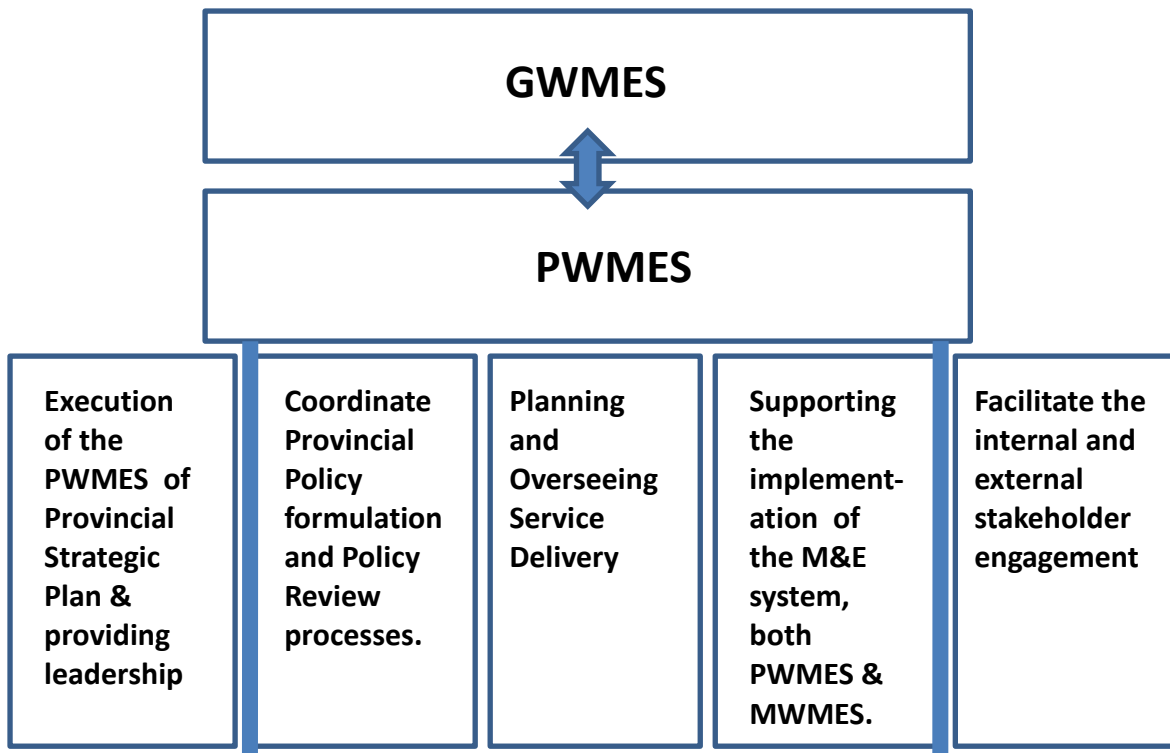 GWMES
PWMES
Execution
of the
PWMES of
Provincial
Strategic
Plan &
providing
leadership
Coordinate
Provincial
Policy
formulation
and Policy
Review
processes.
Planning
and
Overseeing
Service
Delivery
Supporting
the
implement-
ation of
the M&E
system,
both
PWMES &
MWMES.
Facilitate the
internal and
external
stakeholder
engagement